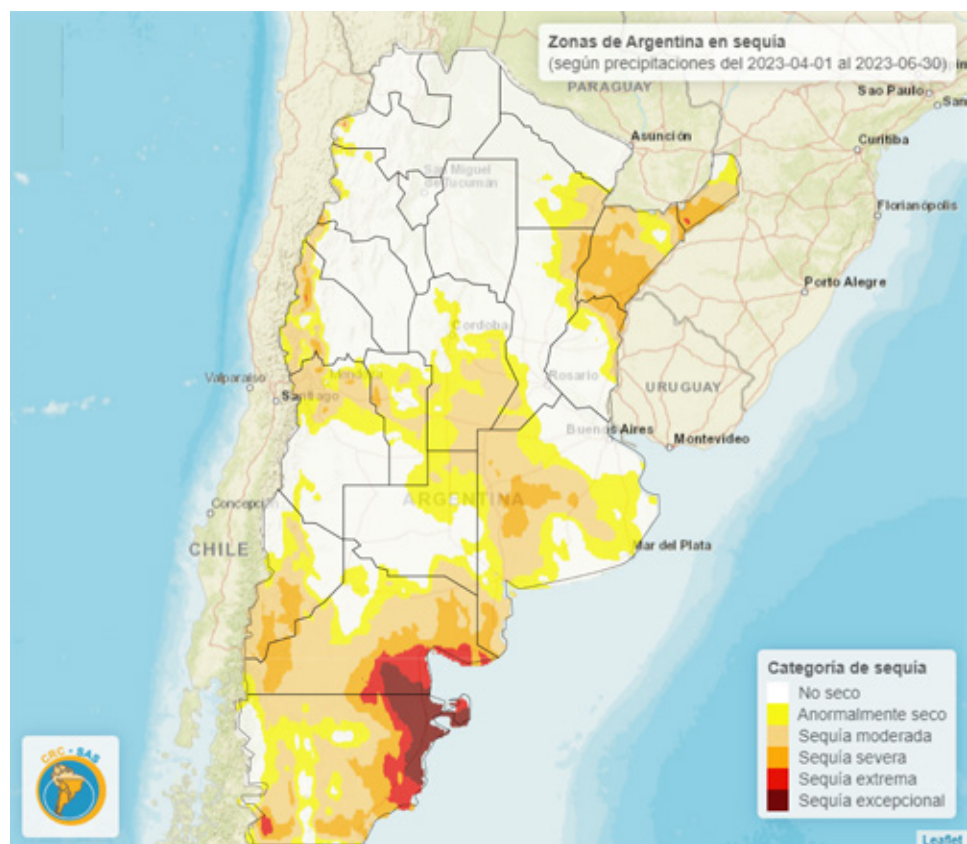 Zonas de Argentina en sequía
(según precipitaciones del 2023-04-01 al 2023-06-30)
PARAGUAY
Sao Paulo
San
Asunción
Curitiba
San Miguel
de Tucumán
Florianópolis
Porto Alegre
Cordoba
Valparaíso
Mendoza
Santiago
Rosario
URUGUAY
Buenos Aires
Montevideo
Concepción
ARGENTINA
CHILE
Mar del Plata
Categoría de sequía
No seco
Anormalmente seco
Sequía moderada
Sequía severa
Sequía extrema
Sequía excepcional
CRC • SAS
Leaflet